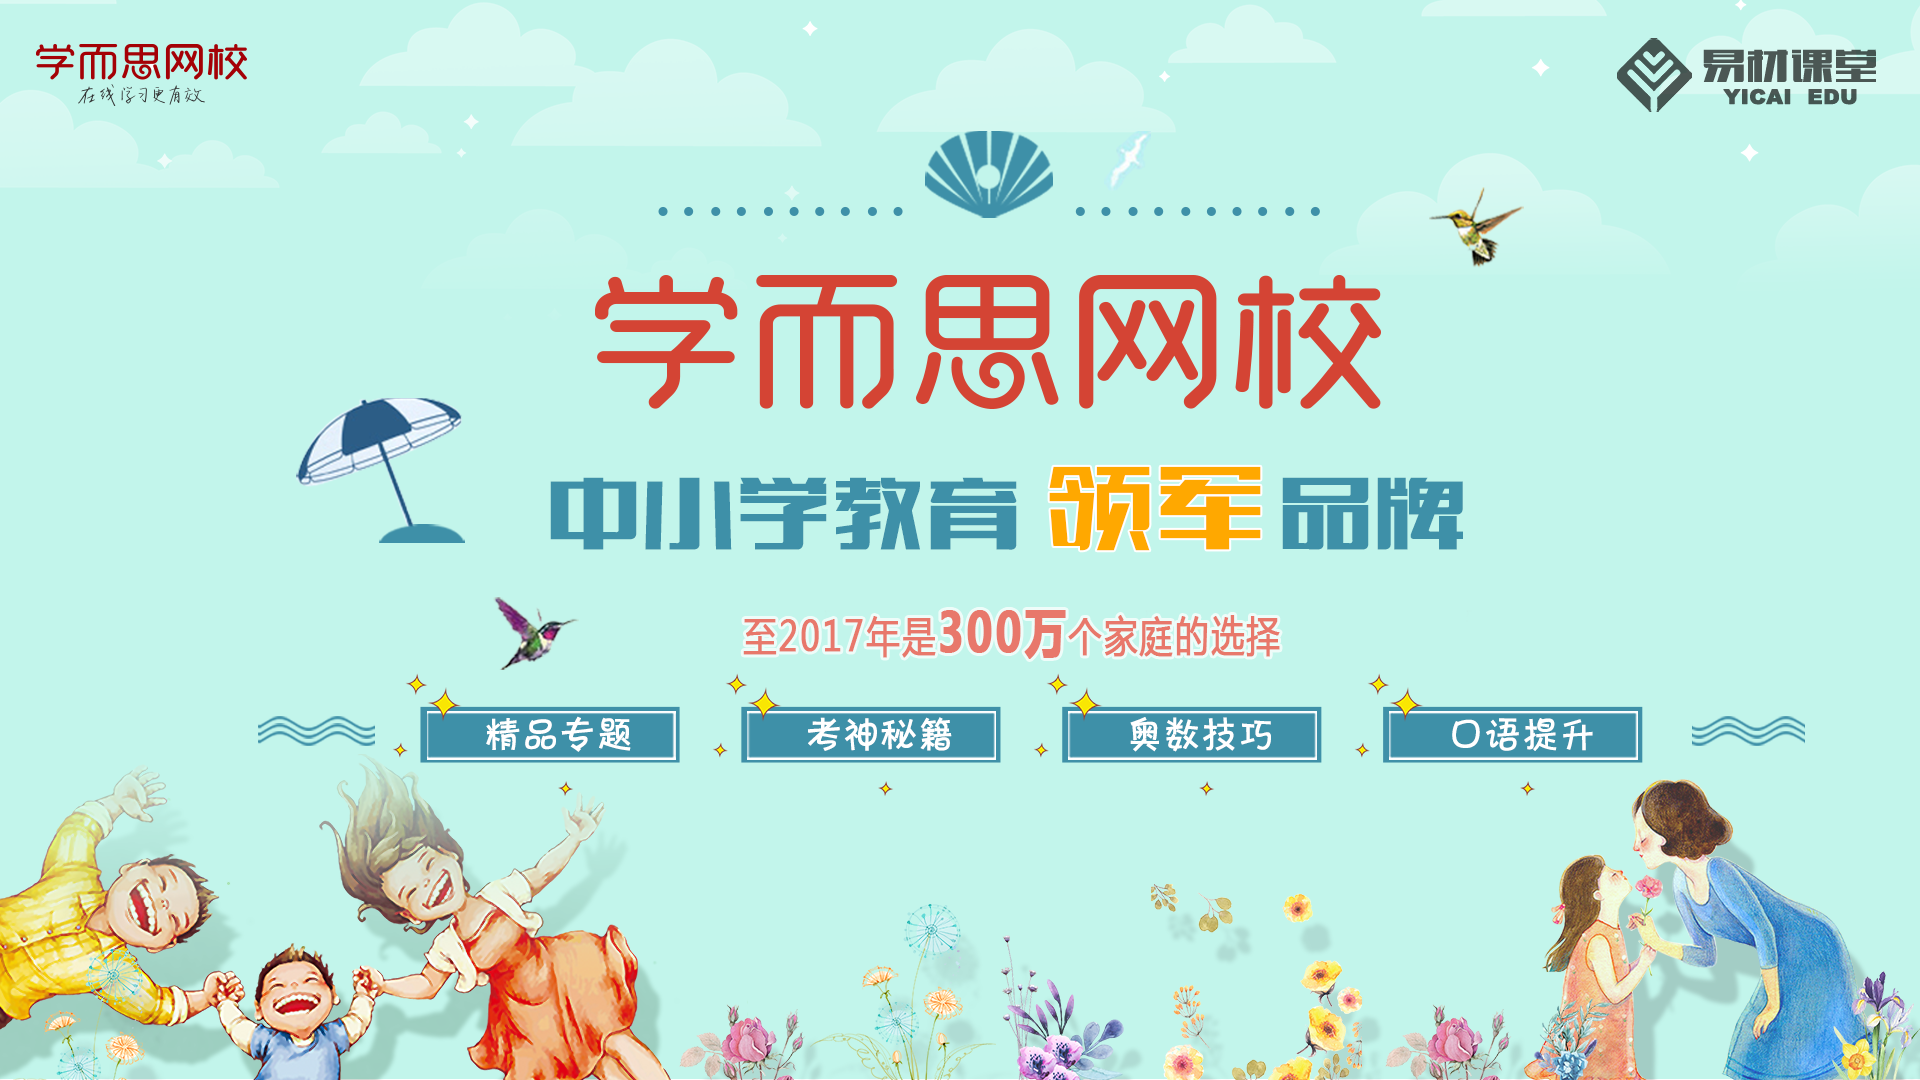 学而思网校
在线学习更有效
易材课堂
YICAI EDU
学而思网校
中小学教育领军品牌
至2017年是300万个家庭的选择
精品专题
考神秘籍
奥数技巧
口语提升